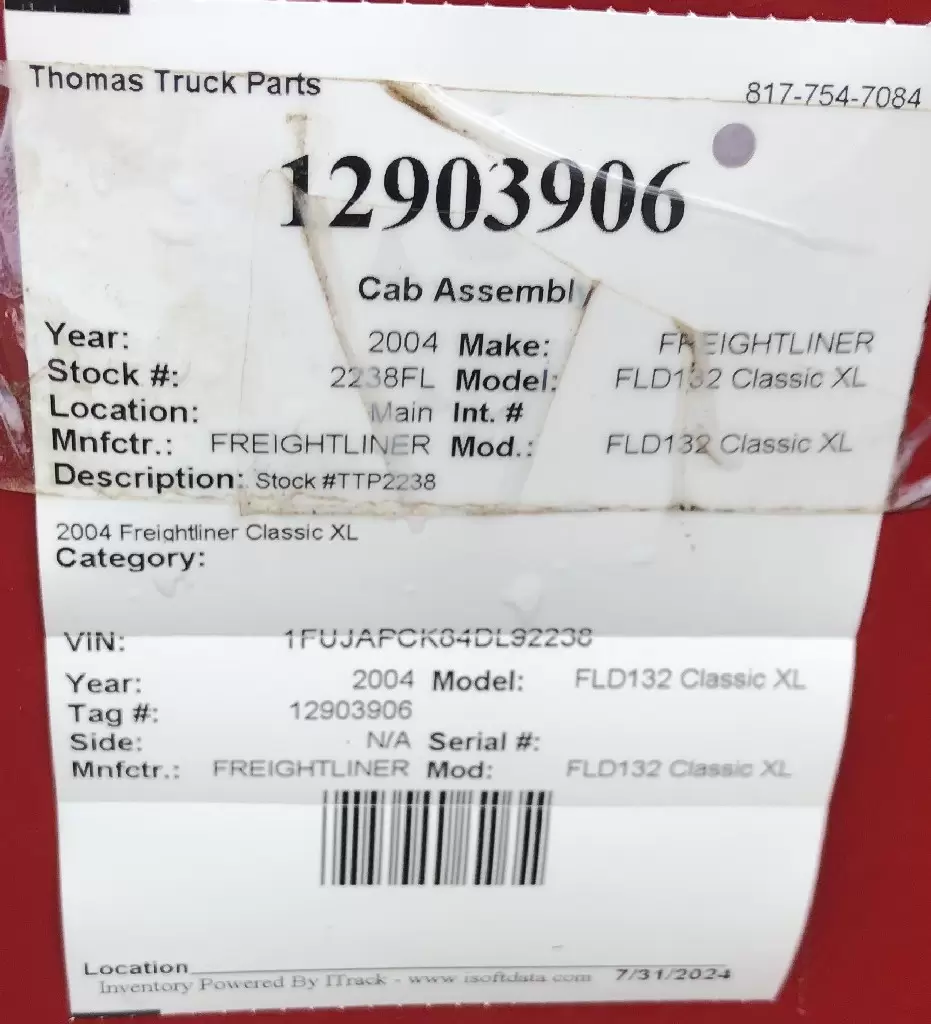 Thomas Truck Parts 817-754-7084
12903906
Cab Assembly
Year: 2004 Make: FREIGHTLINER
Stock #: 2238FL Model: FLD132 Classic XL
Location: Main Int. #
Mnfctr.: FREIGHTLINER Mod.: FLD132 Classic XL
Description: Stock #TTP2238
2004 Freightliner Classic XL
Category:
VIN:
Year: 2004 Model: FLD132 Classic XL
Tag #: 12903906
Side: N/A Serial #:
Mnfctr.: FREIGHTLINER Mod: FLD132 Classic XL
Location
Inventory Powered By ITrack - www isoftdata com 7/31/2024